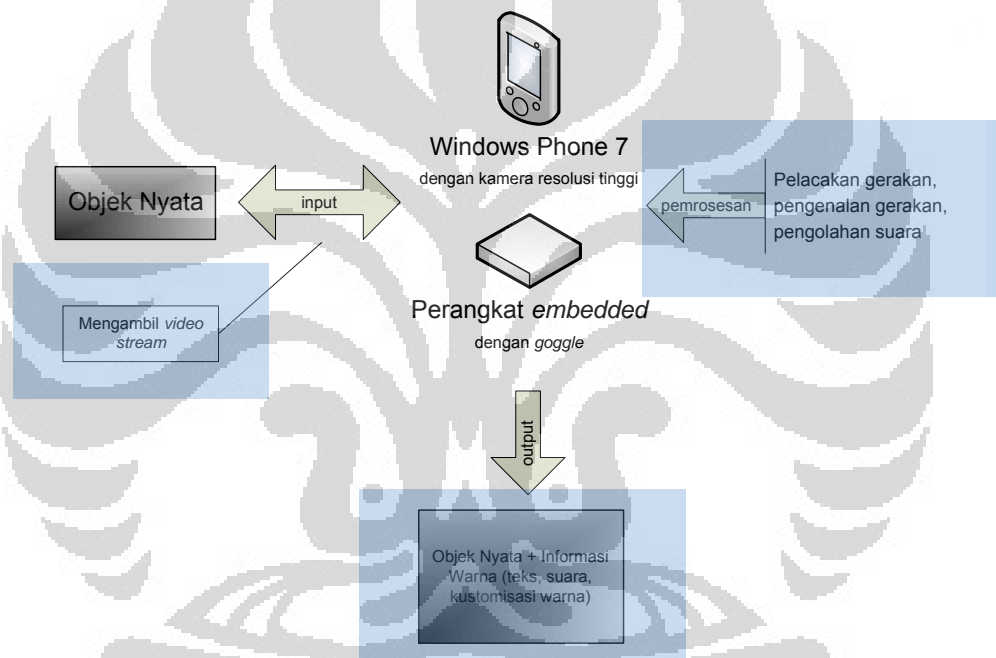 Windows Phone 7
dengan kamera resolusi tinggi
Objek Nyata
input
pemrosesan
Pelacakan gerakan,
pengenalan gerakan,
pengolahan suara
Perangkat embedded
dengan goggle
Mengambil video
stream
output
Objek Nyata + Informasi
Warna (teks, suara,
kustomisasi warna)